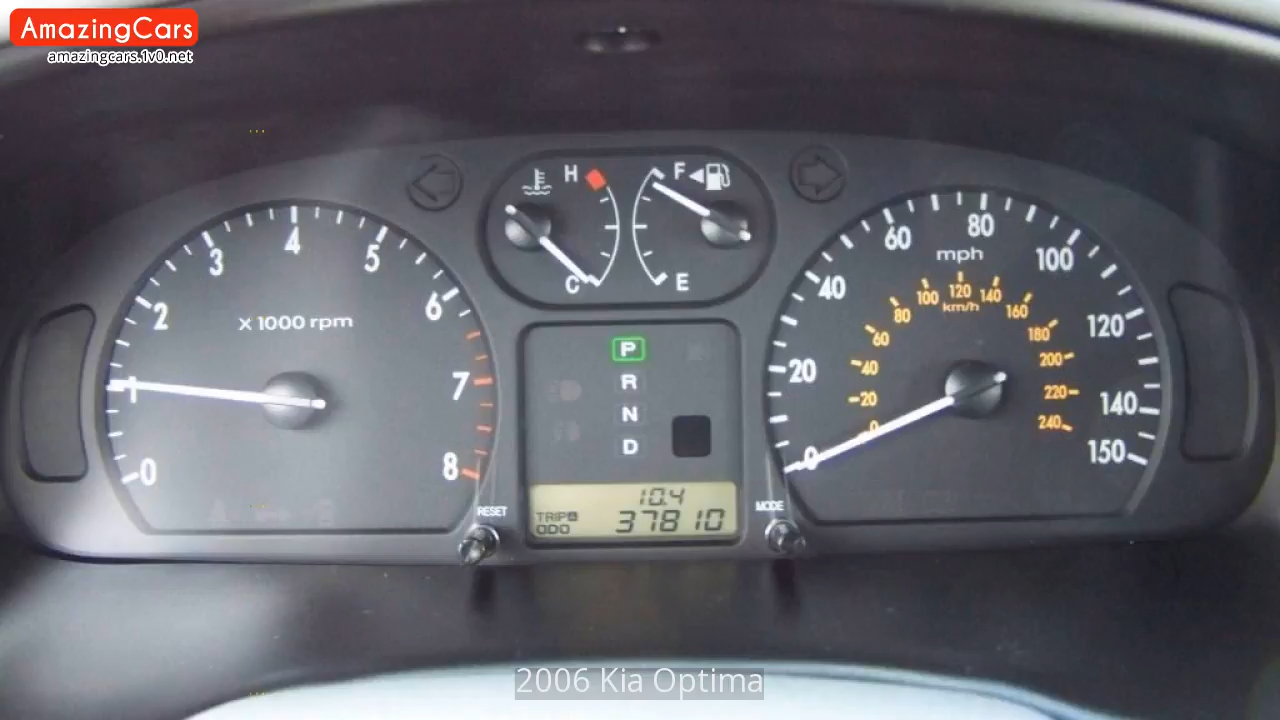 AmazingCars
amazingcars.1v0.net
0
1
2
3
4
5
6
7
8
X 1000 rpm
H
C
F
E
P
R
N
D
10.4
TRIP A
ODO
37810
RESET
MODE
0
20
40
60
80
100
120
140
150
mph
0
20
40
60
80
100
120
140
160
180
200
220
240
km/h
2006 Kia Optima